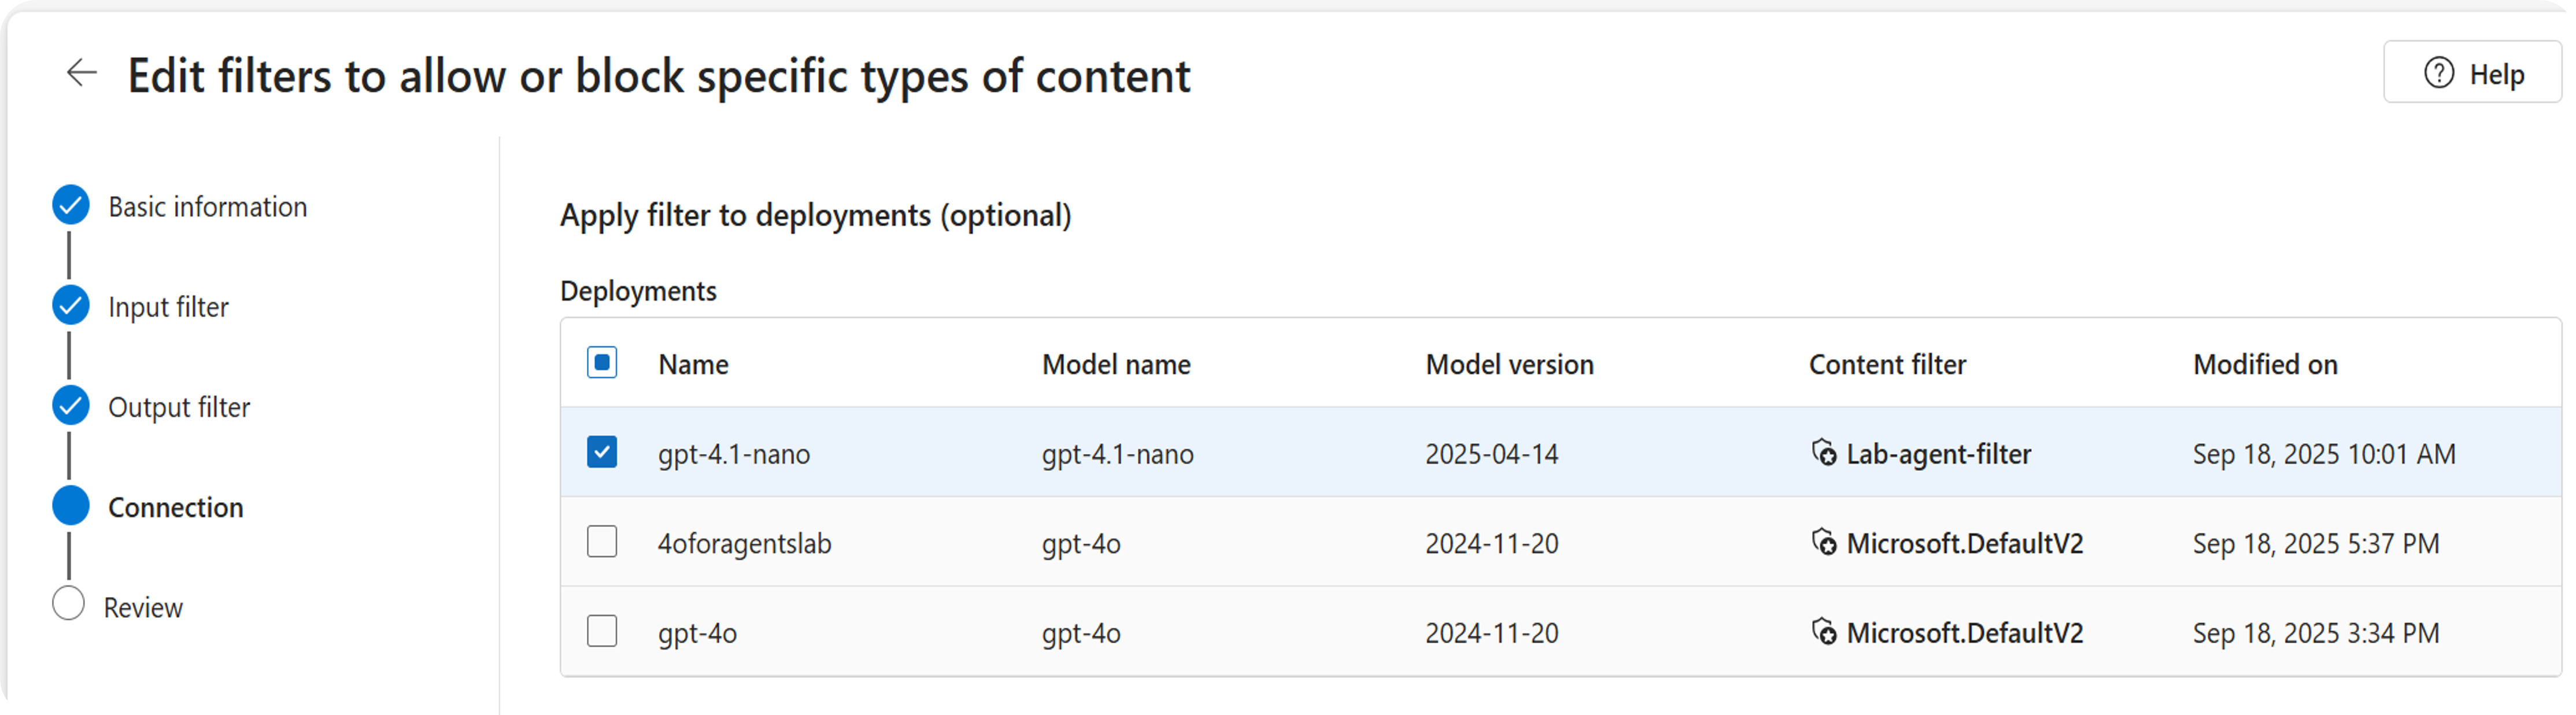 Edit filters to allow or block specific types of content
Help
Basic information
Input filter
Output filter
Connection
Review
Apply filter to deployments (optional)
Deployments
Name Model name Model version Content filter Modified on
gpt-4.1-nano gpt-4.1-nano 2025-04-14 Lab-agent-filter Sep 18, 2025 10:01 AM
4oforagentslab gpt-4o 2024-11-20 Microsoft.DefaultV2 Sep 18, 2025 5:37 PM
gpt-4o gpt-4o 2024-11-20 Microsoft.DefaultV2 Sep 18, 2025 3:34 PM